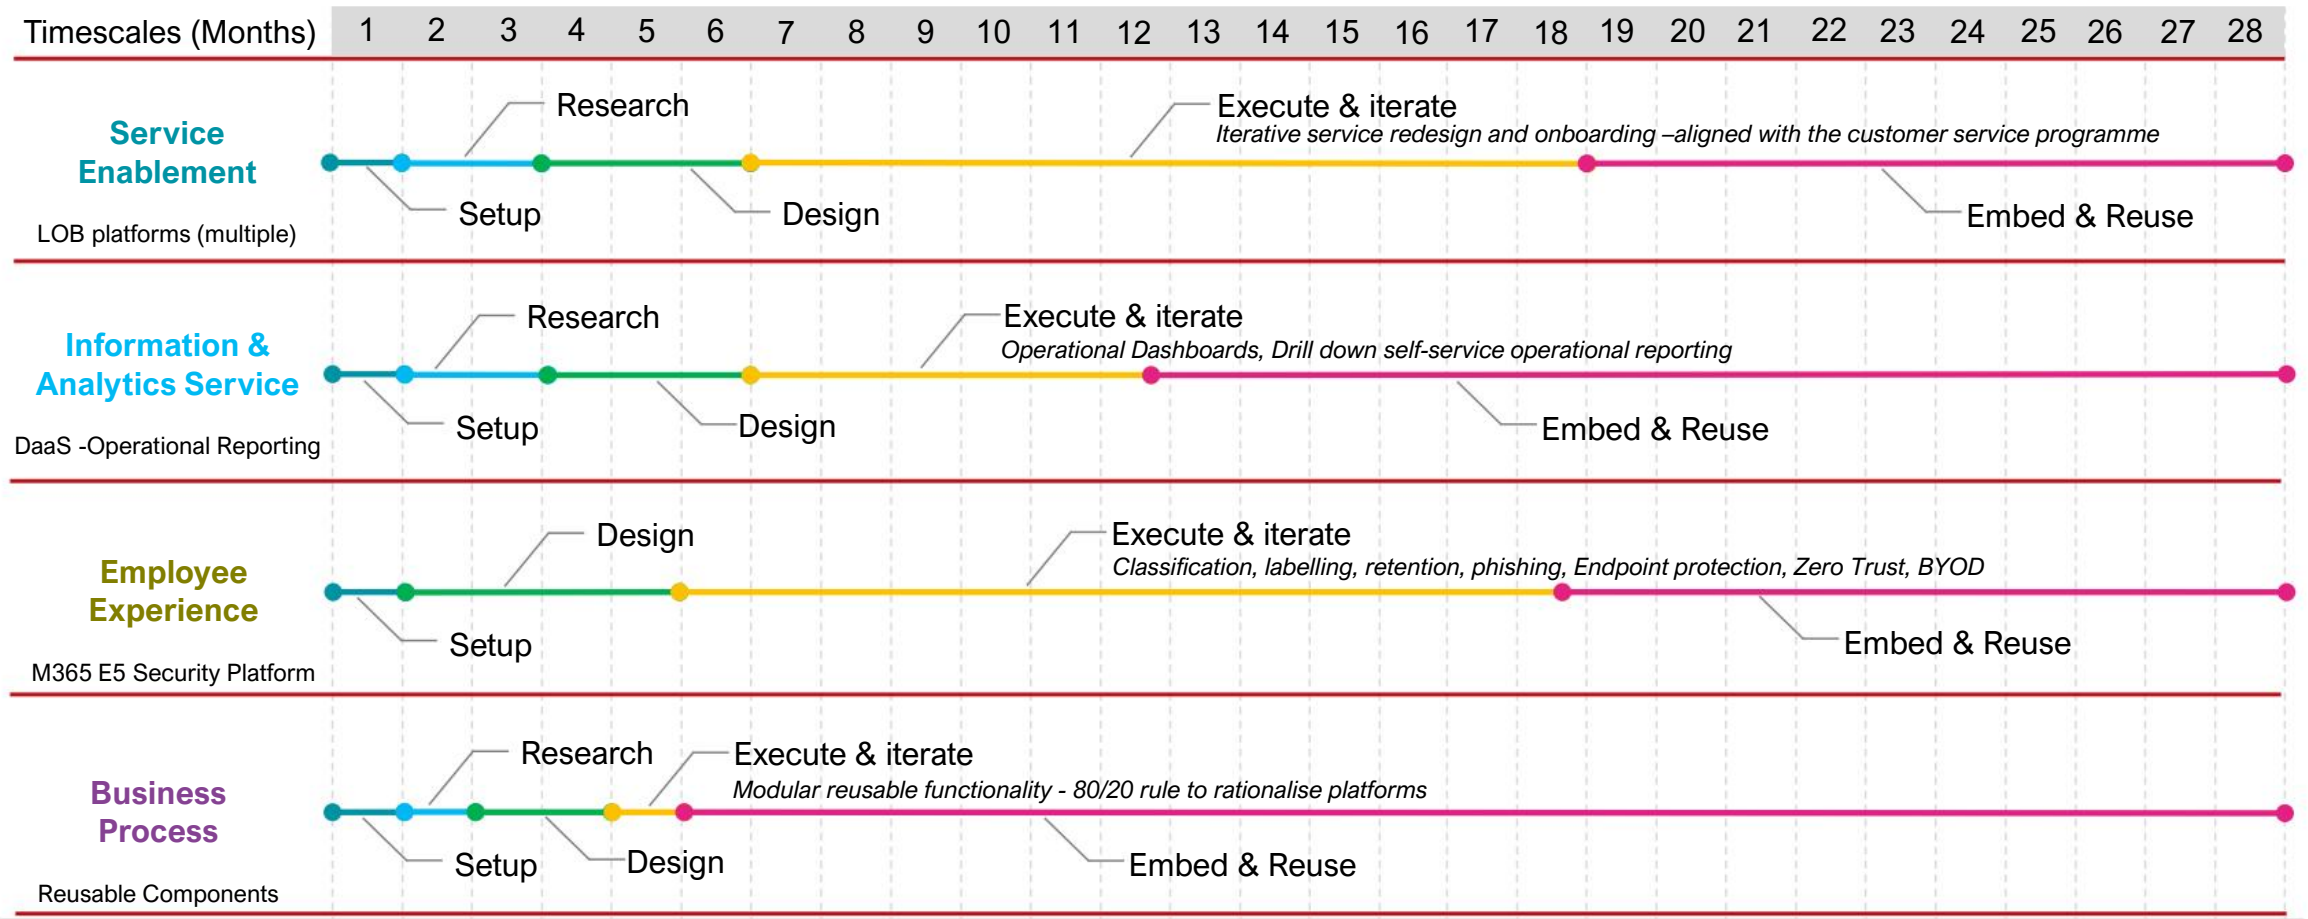 Timescales (Months) 1 2 3 4 5 6 7 8 9 10 11 12 13 14 15 16 17 18 19 20 21 22 23 24 25 26 27 28
Service
Enablement
LOB platforms (multiple)
Research
Setup
Design
Execute & iterate
Iterative service redesign and onboarding –aligned with the customer service programme
Embed & Reuse
Information &
Analytics Service
DaaS -Operational Reporting
Research
Setup
Design
Execute & iterate
Operational Dashboards, Drill down self-service operational reporting
Embed & Reuse
Employee
Experience
M365 E5 Security Platform
Design
Setup
Execute & iterate
Classification, labelling, retention, phishing, Endpoint protection, Zero Trust, BYOD
Embed & Reuse
Business
Process
Reusable Components
Research
Setup
Design
Execute & iterate
Modular reusable functionality - 80/20 rule to rationalise platforms
Embed & Reuse